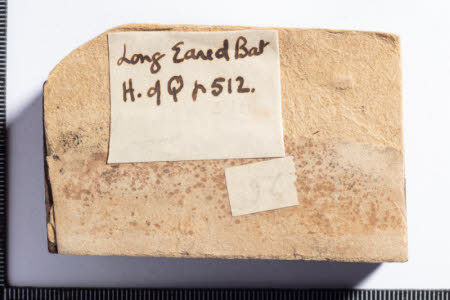 Long Eared Bat
H. of Q p 512.